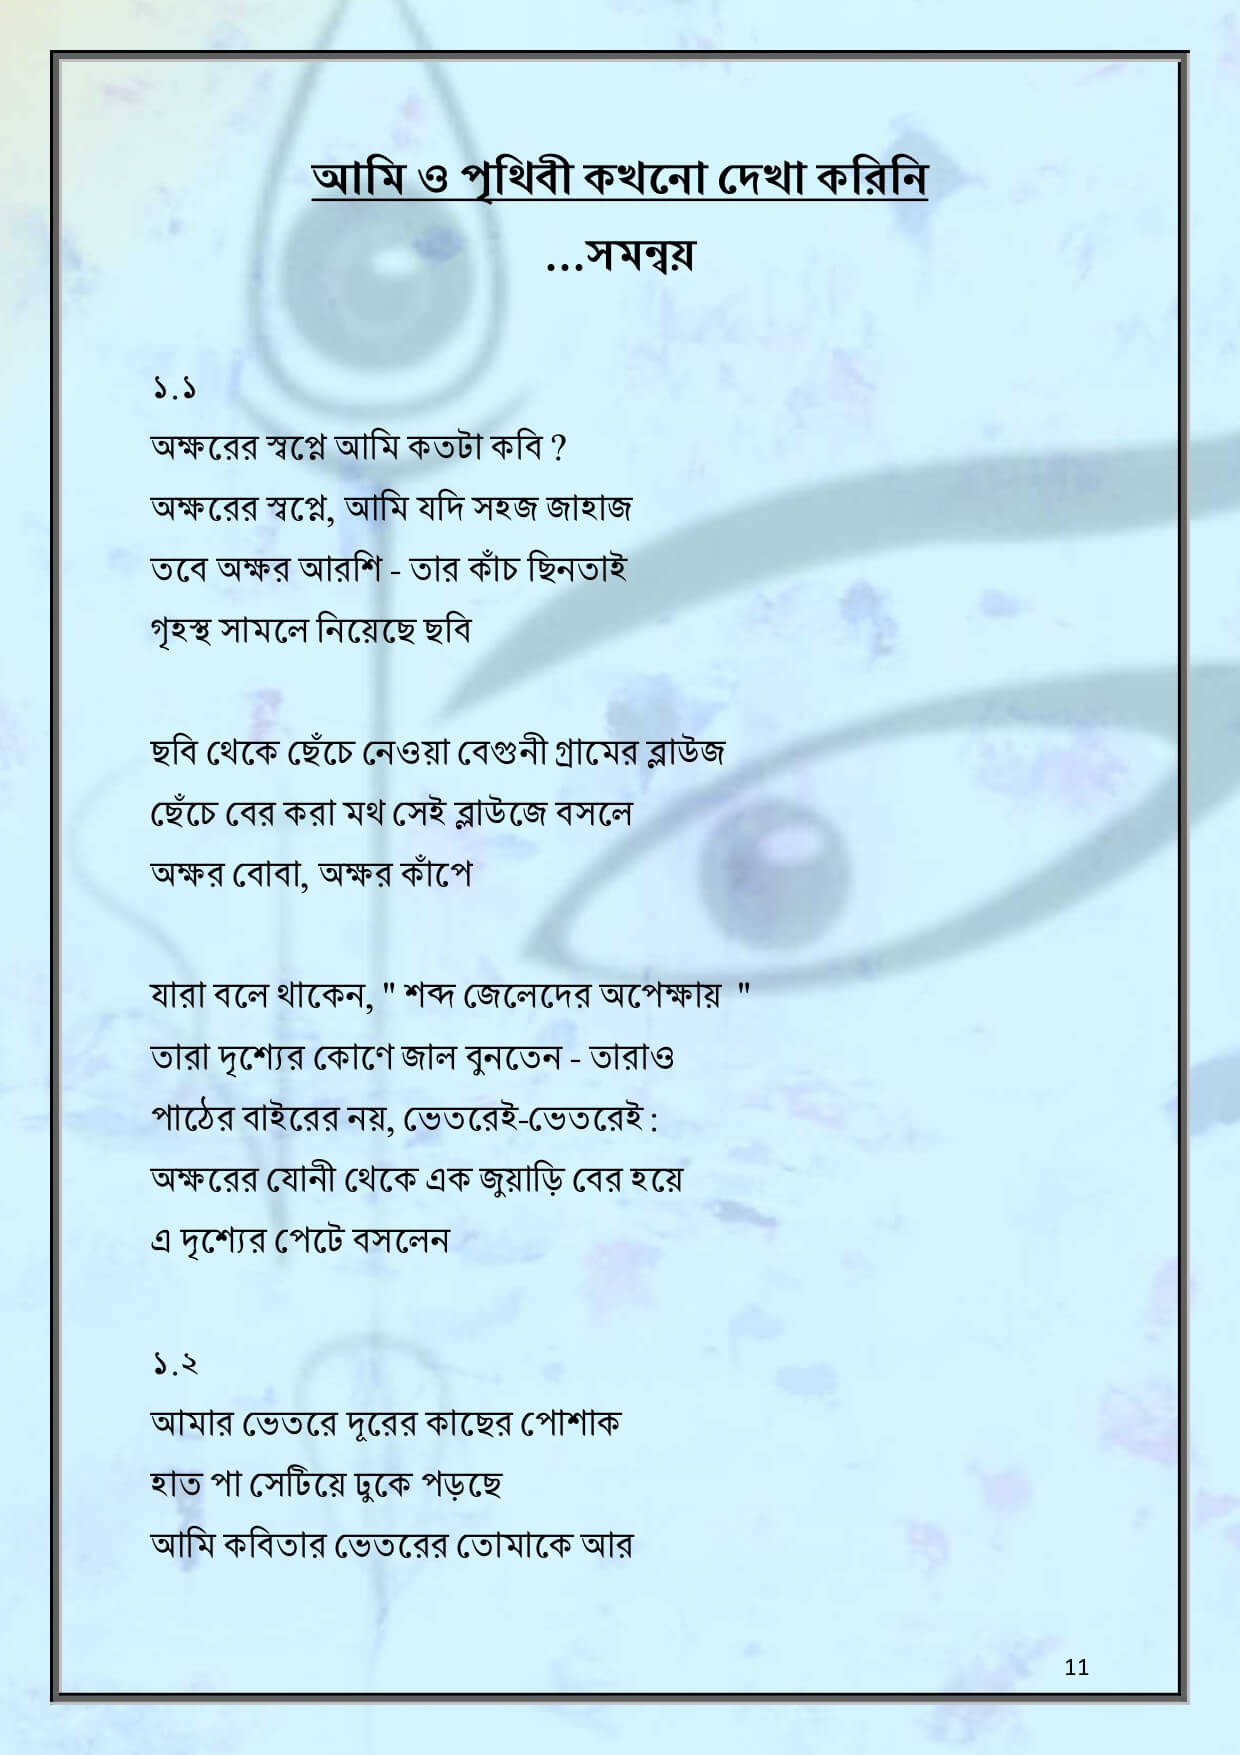 আমি ও পৃথিবী কখনো দেখা করিনি
...সমন্বয়
১.১
অক্ষরের স্বপ্নে আমি কতটা কবি ?
অক্ষরের স্বপ্নে, আমি যদি সহজ জাহাজ
তবে অক্ষর আরশি - তার কাঁচ ছিনতাই
গৃহস্থ সামলে নিয়েছে ছবি
ছবি থেকে ছেঁচে নেওয়া বেগুনী গ্রামের ব্লাউজ
ছেঁচে বের করা মথ সেই ব্লাউজে বসলে
অক্ষর বোবা, অক্ষর কাঁপে
যারা বলে থাকেন, " শব্দ জেলেদের অপেক্ষায়  "
তারা দৃশ্যের কোণে জাল বুনতেন - তারাও
পাঠের বাইরের নয়, ভেতরেই-ভেতরেই :
অক্ষরের যোনী থেকে এক জুয়াড়ি বের হয়ে
এ দৃশ্যের পেটে বসলেন
১.২
আমার ভেতরে দূরের কাছের পোশাক
হাত পা সেটিয়ে ঢুকে পড়ছে
আমি কবিতার ভেতরের তোমাকে আর
11